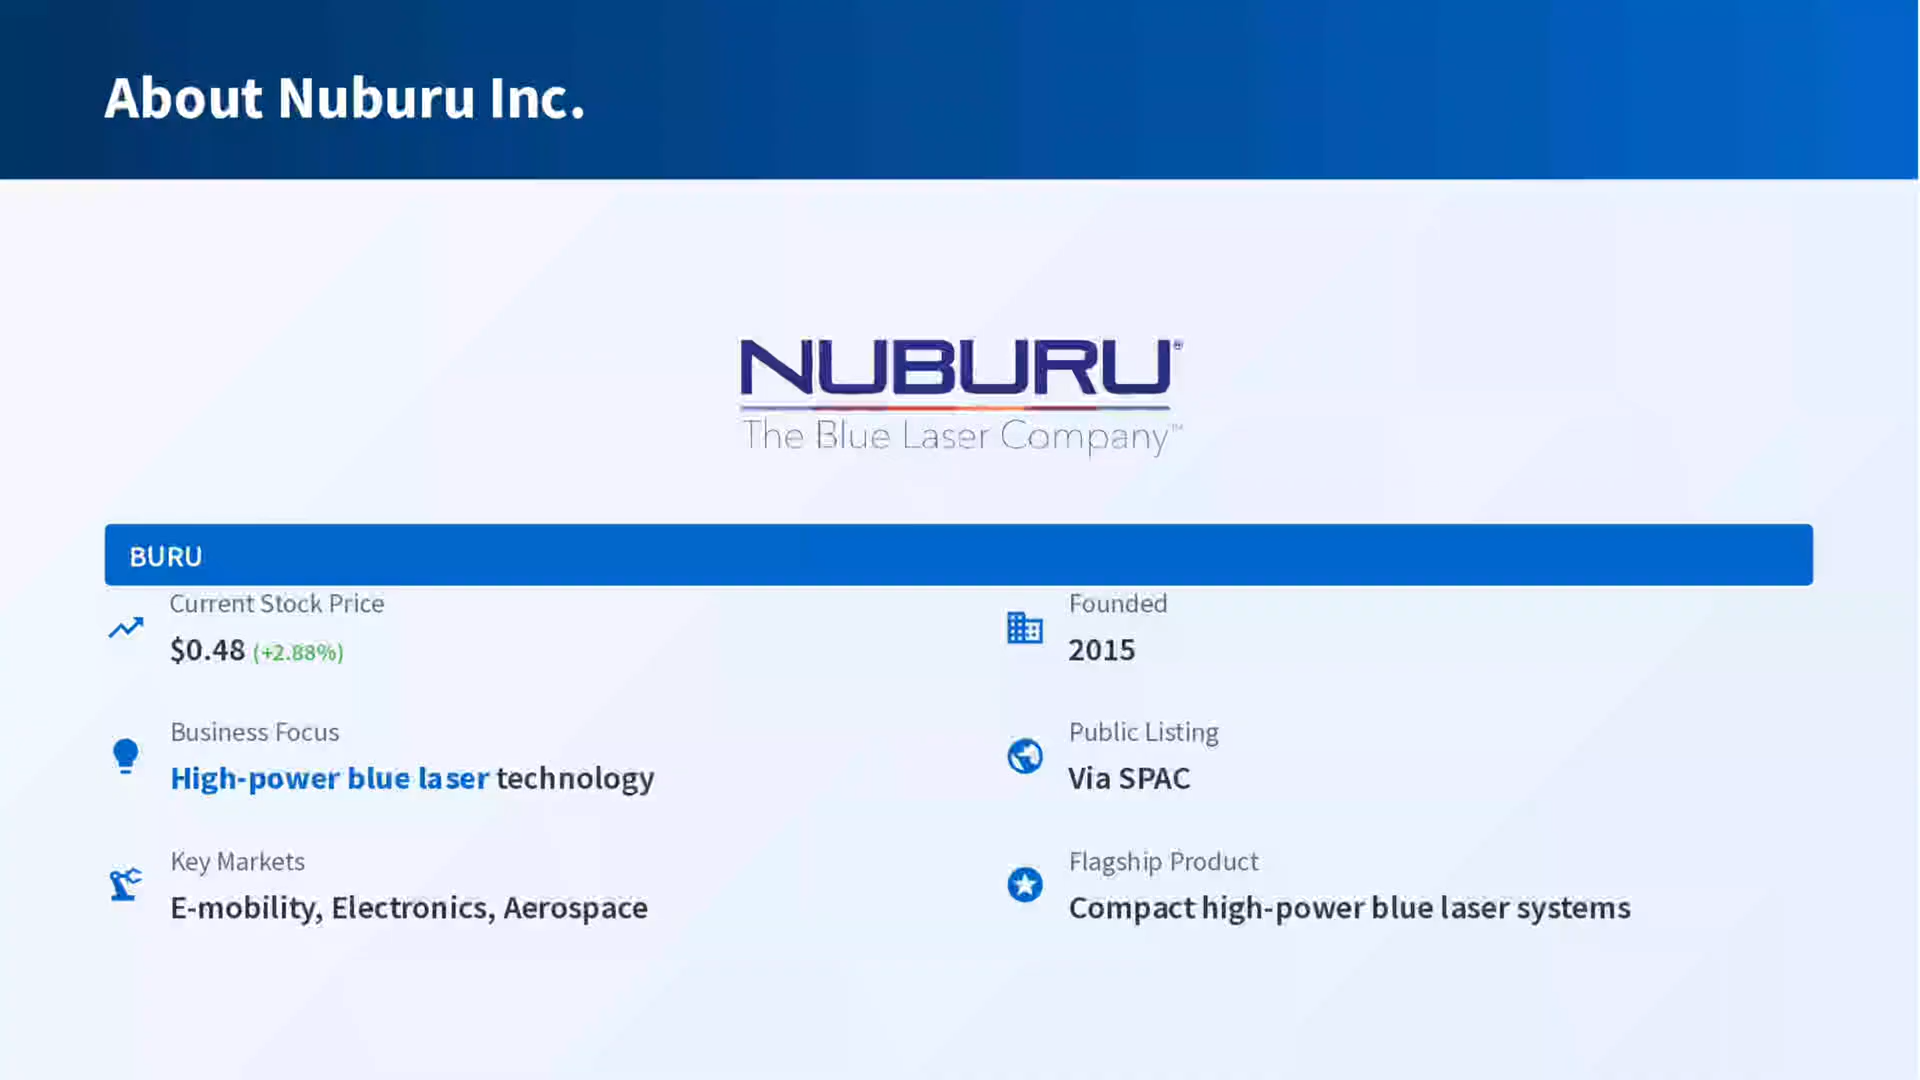 About Nuburu Inc.
NUBURU®
The Blue Laser Company™
BURU
Current Stock Price
$0.48 (+2.88%)
Founded
2015
Business Focus
High-power blue laser technology
Public Listing
Via SPAC
Key Markets
E-mobility, Electronics, Aerospace
Flagship Product
Compact high-power blue laser systems